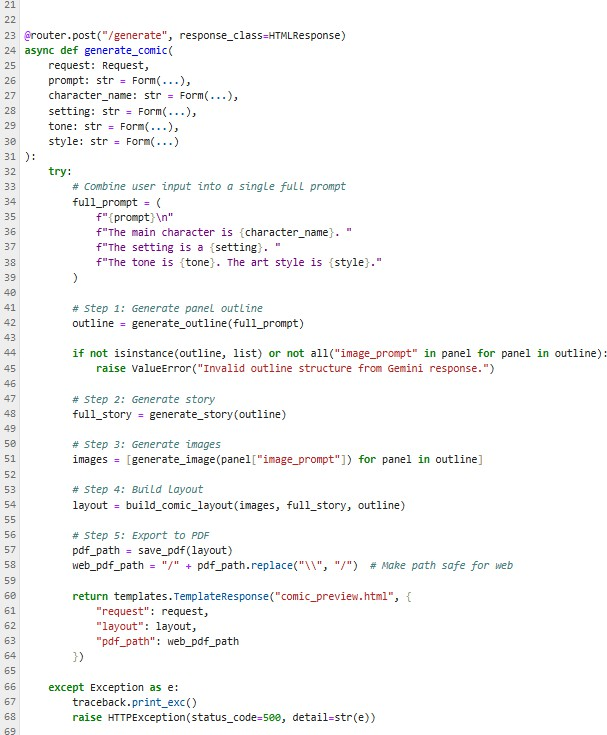 21
22
23 @router.post("/generate", response_class=HTMLResponse)
24 async def generate_comic(
25     request: Request,
26     prompt: str = Form(...),
27     character_name: str = Form(...),
28     setting: str = Form(...),
29     tone: str = Form(...),
30     style: str = Form(...)
31 ):
32     try:
33         # Combine user input into a single full prompt
34         full_prompt = (
35             f"{prompt}\n"
36             f"The main character is {character_name}. "
37             f"The setting is a {setting}. "
38             f"The tone is {tone}. The art style is {style}."
39         )
40
41         # Step 1: Generate panel outline
42         outline = generate_outline(full_prompt)
43
44         if not isinstance(outline, list) or not all("image_prompt" in panel for panel in outline):
45             raise ValueError("Invalid outline structure from Gemini response.")
46
47         # Step 2: Generate story
48         full_story = generate_story(outline)
49
50         # Step 3: Generate images
51         images = [generate_image(panel["image_prompt"]) for panel in outline]
52
53         # Step 4: Build layout
54         layout = build_comic_layout(images, full_story, outline)
55
56         # Step 5: Export to PDF
57         pdf_path = save_pdf(layout)
58         web_pdf_path = "/" + pdf_path.replace("\\", "/")  # Make path safe for web
59
60         return templates.TemplateResponse("comic_preview.html", {
61             "request": request,
62             "layout": layout,
63             "pdf_path": web_pdf_path
64         })
65
66     except Exception as e:
67         traceback.print_exc()
68         raise HTTPException(status_code=500, detail=str(e))
69